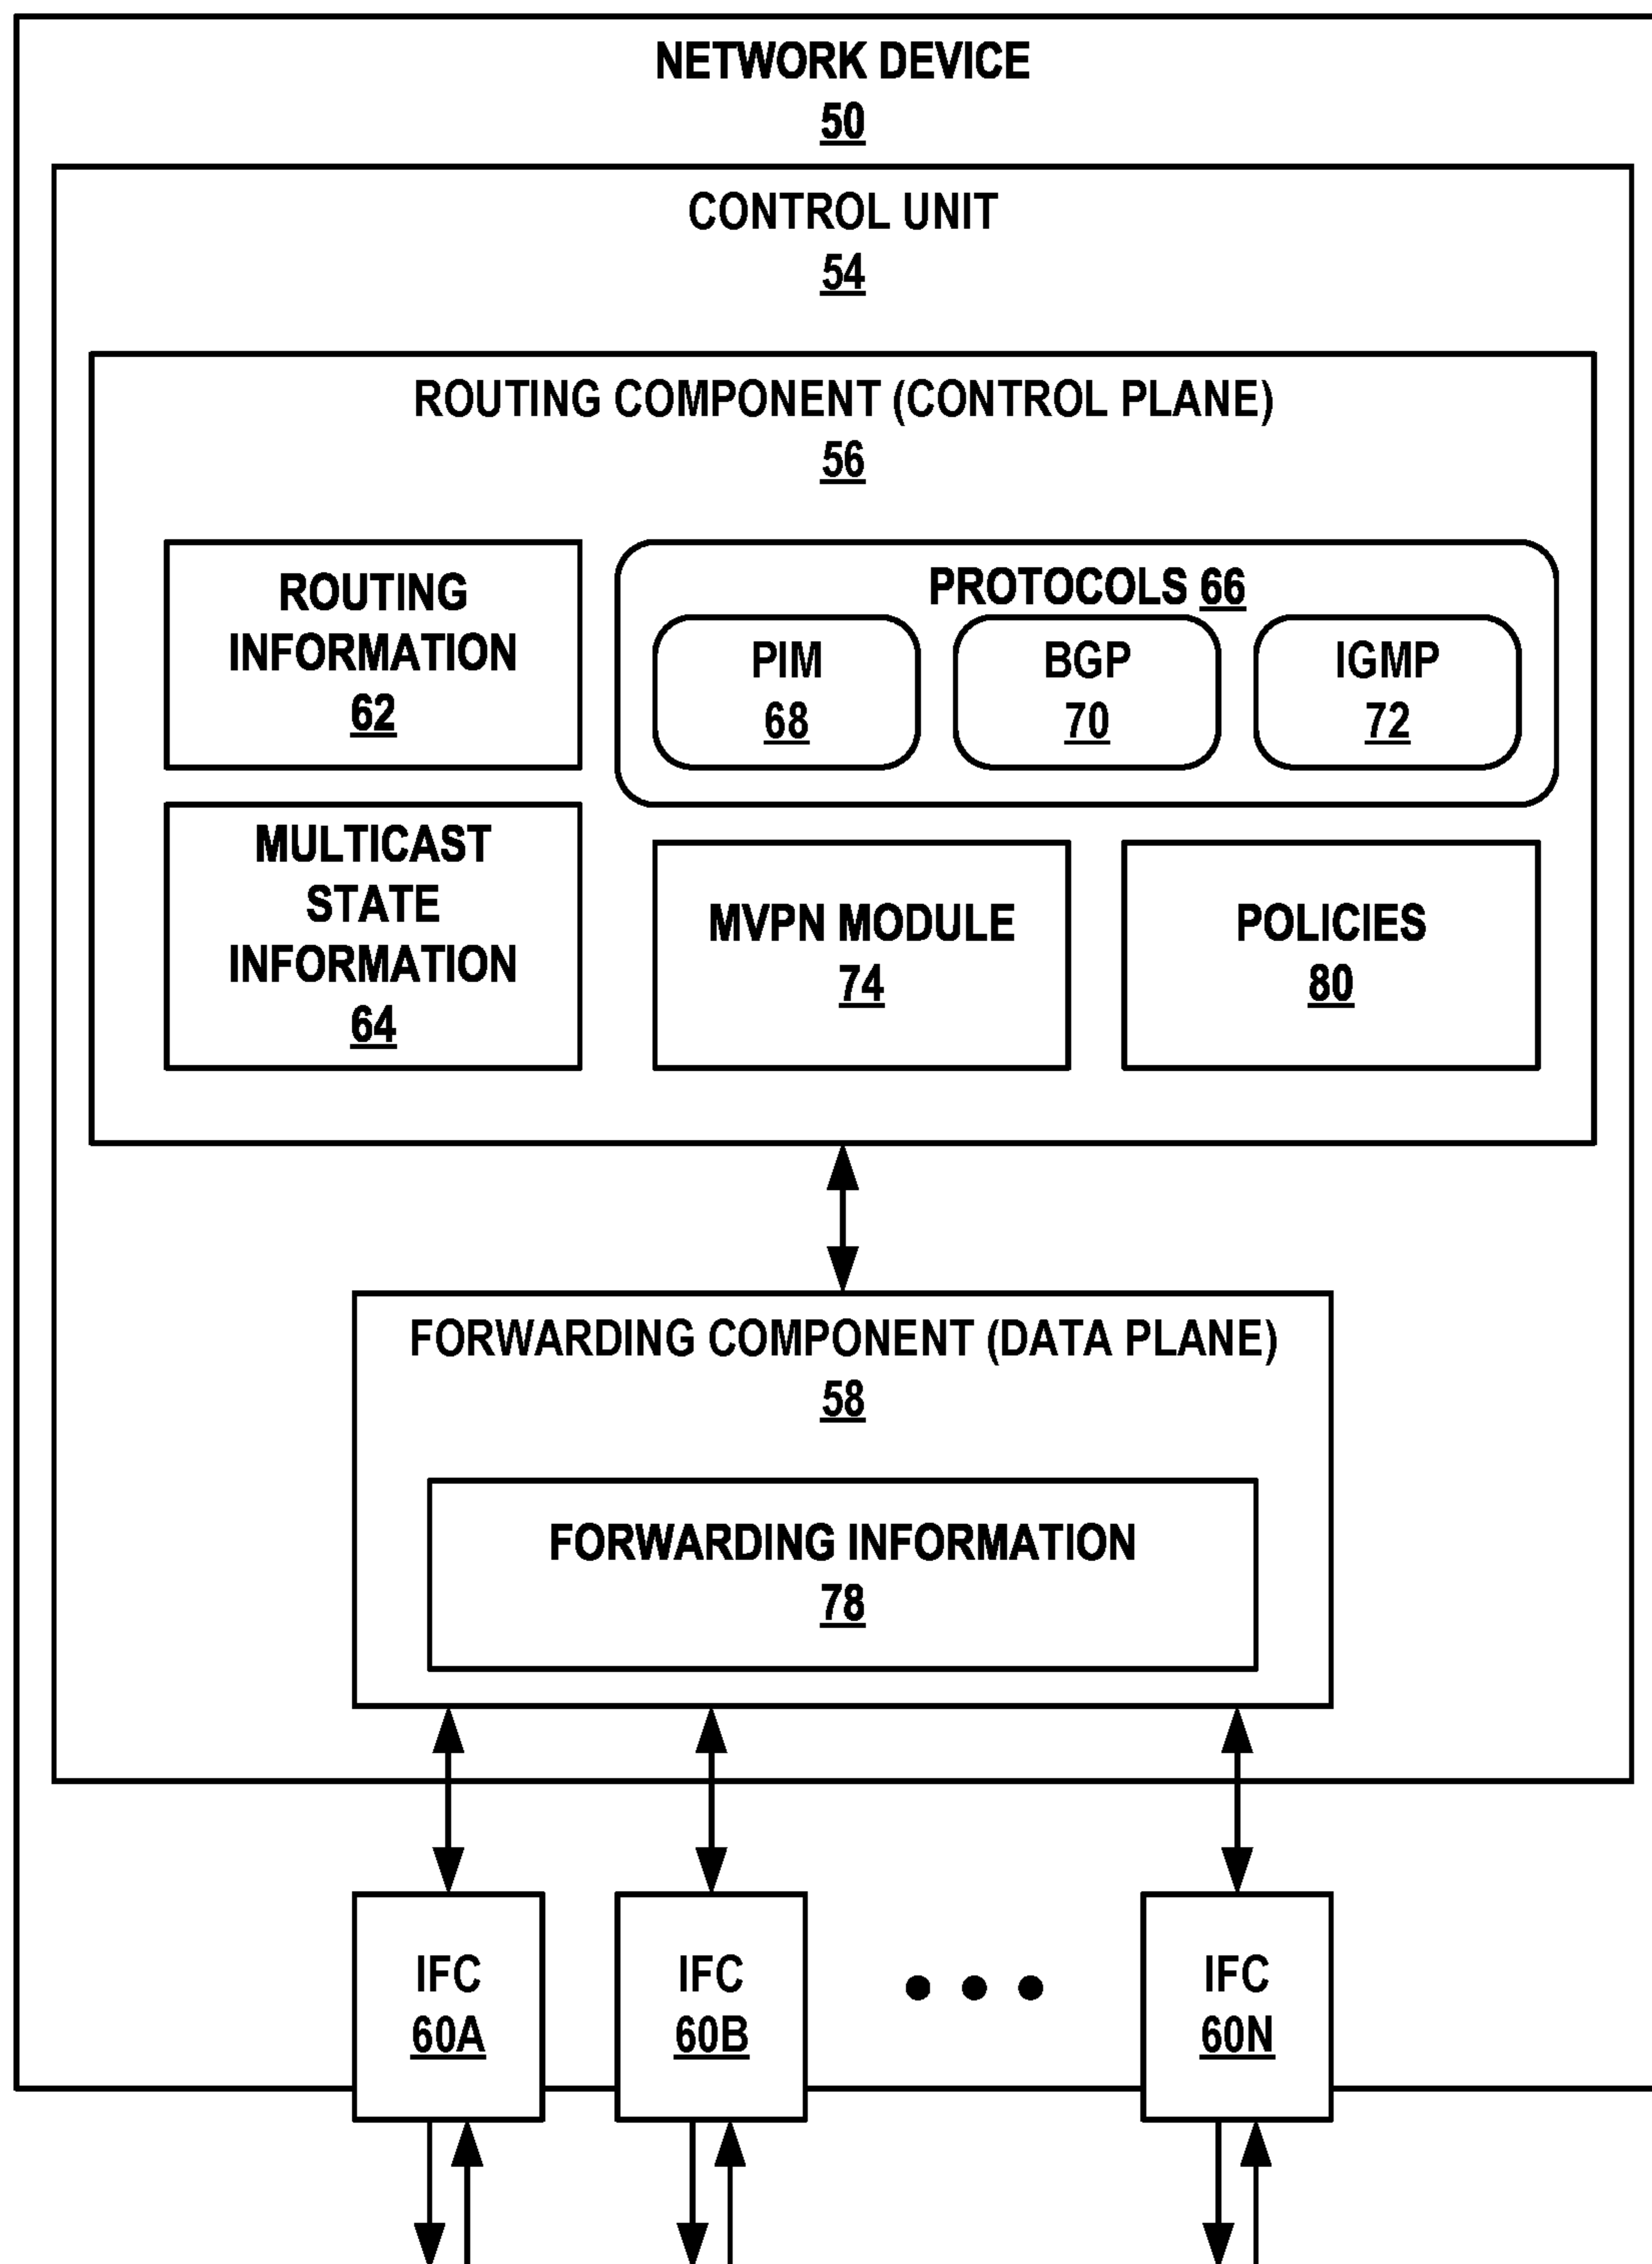 NETWORK DEVICE
50
CONTROL UNIT
54
ROUTING COMPONENT (CONTROL PLANE)
56
ROUTING
INFORMATION
62
PROTOCOLS 66
PIM
68
BGP
70
IGMP
72
MULTICAST
STATE
INFORMATION
64
MVPN MODULE
74
POLICIES
80
FORWARDING COMPONENT (DATA PLANE)
58
FORWARDING INFORMATION
78
IFC
60A
IFC
60B
IFC
60N